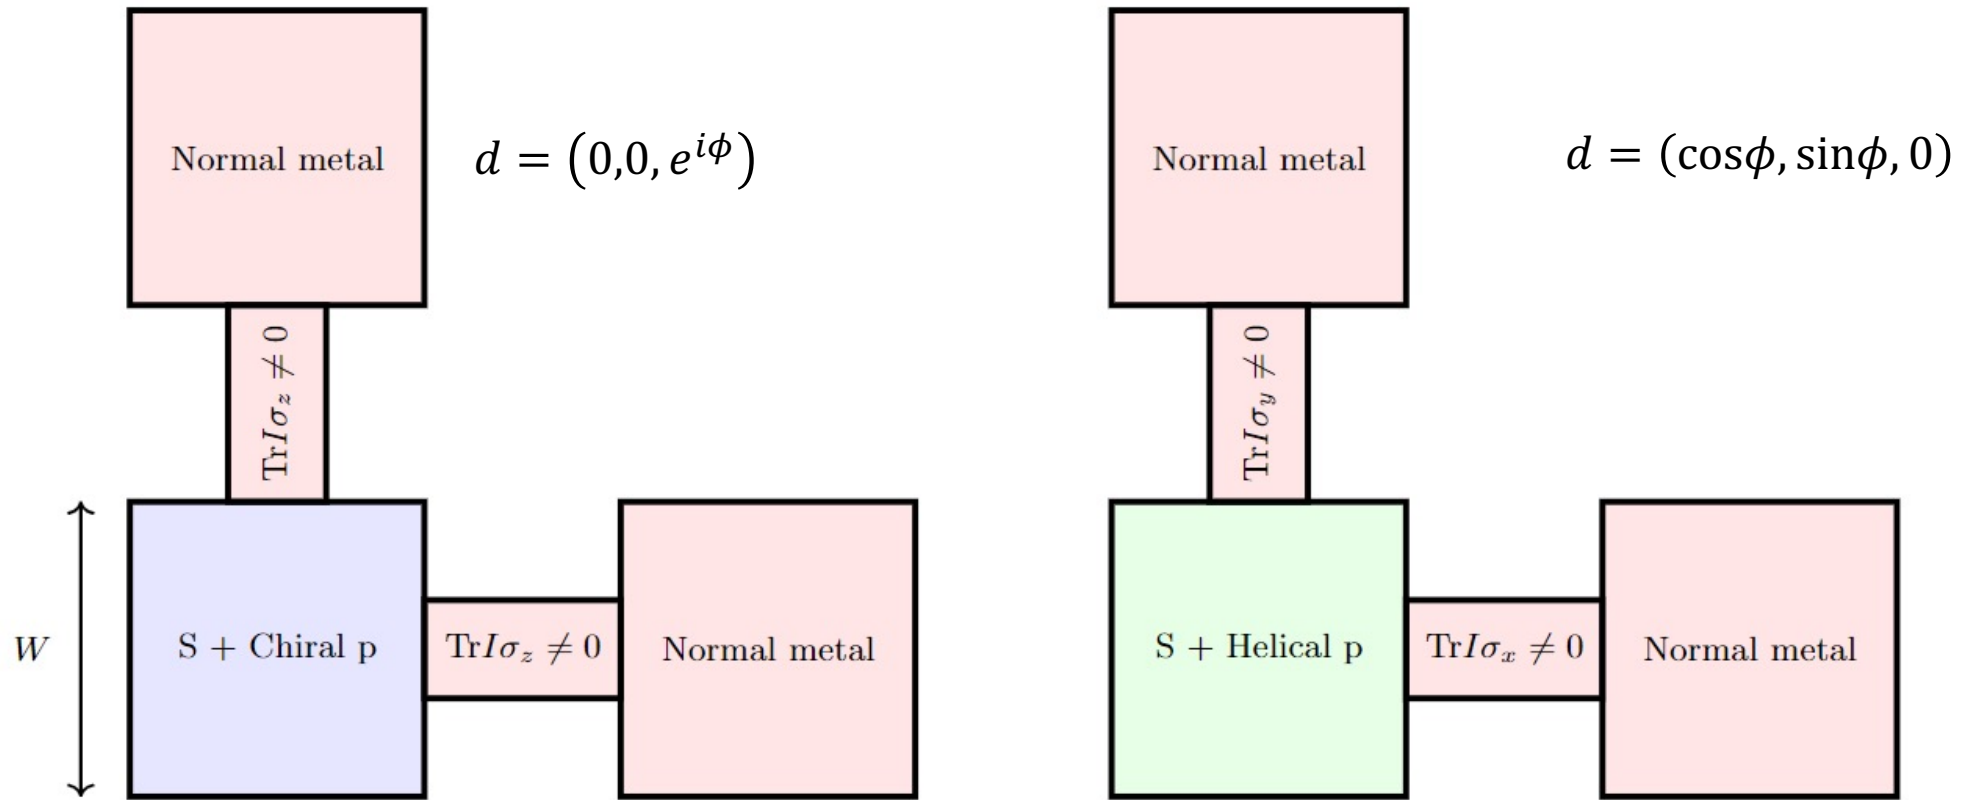 Normal metal
d = (0,0, e^{iϕ})
TrIσ_z ≠ 0
W
S + Chiral p
TrIσ_z ≠ 0
Normal metal
Normal metal
d = (cosϕ, sinϕ, 0)
TrIσ_y ≠ 0
S + Helical p
TrIσ_x ≠ 0
Normal metal